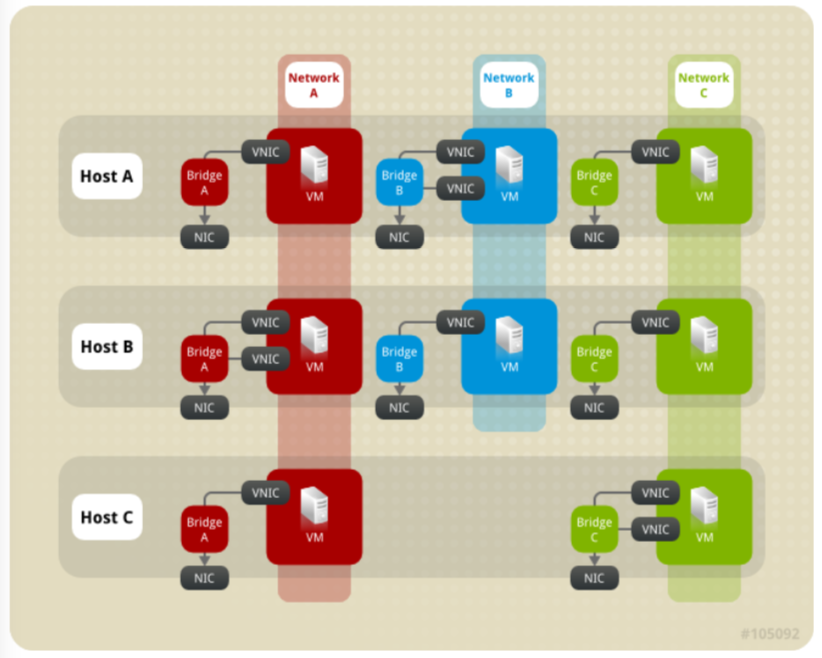 Network
A
Network
B
Network
C
Host A
Bridge
A
VNIC
VM
NIC
Bridge
B
VNIC
VNIC
VM
NIC
Bridge
C
VNIC
VM
NIC
Host B
Bridge
A
VNIC
VNIC
VM
NIC
Bridge
B
VNIC
VM
NIC
Bridge
C
VNIC
VM
NIC
Host C
Bridge
A
VNIC
VM
NIC
Bridge
C
VNIC
VNIC
VM
NIC
#105092